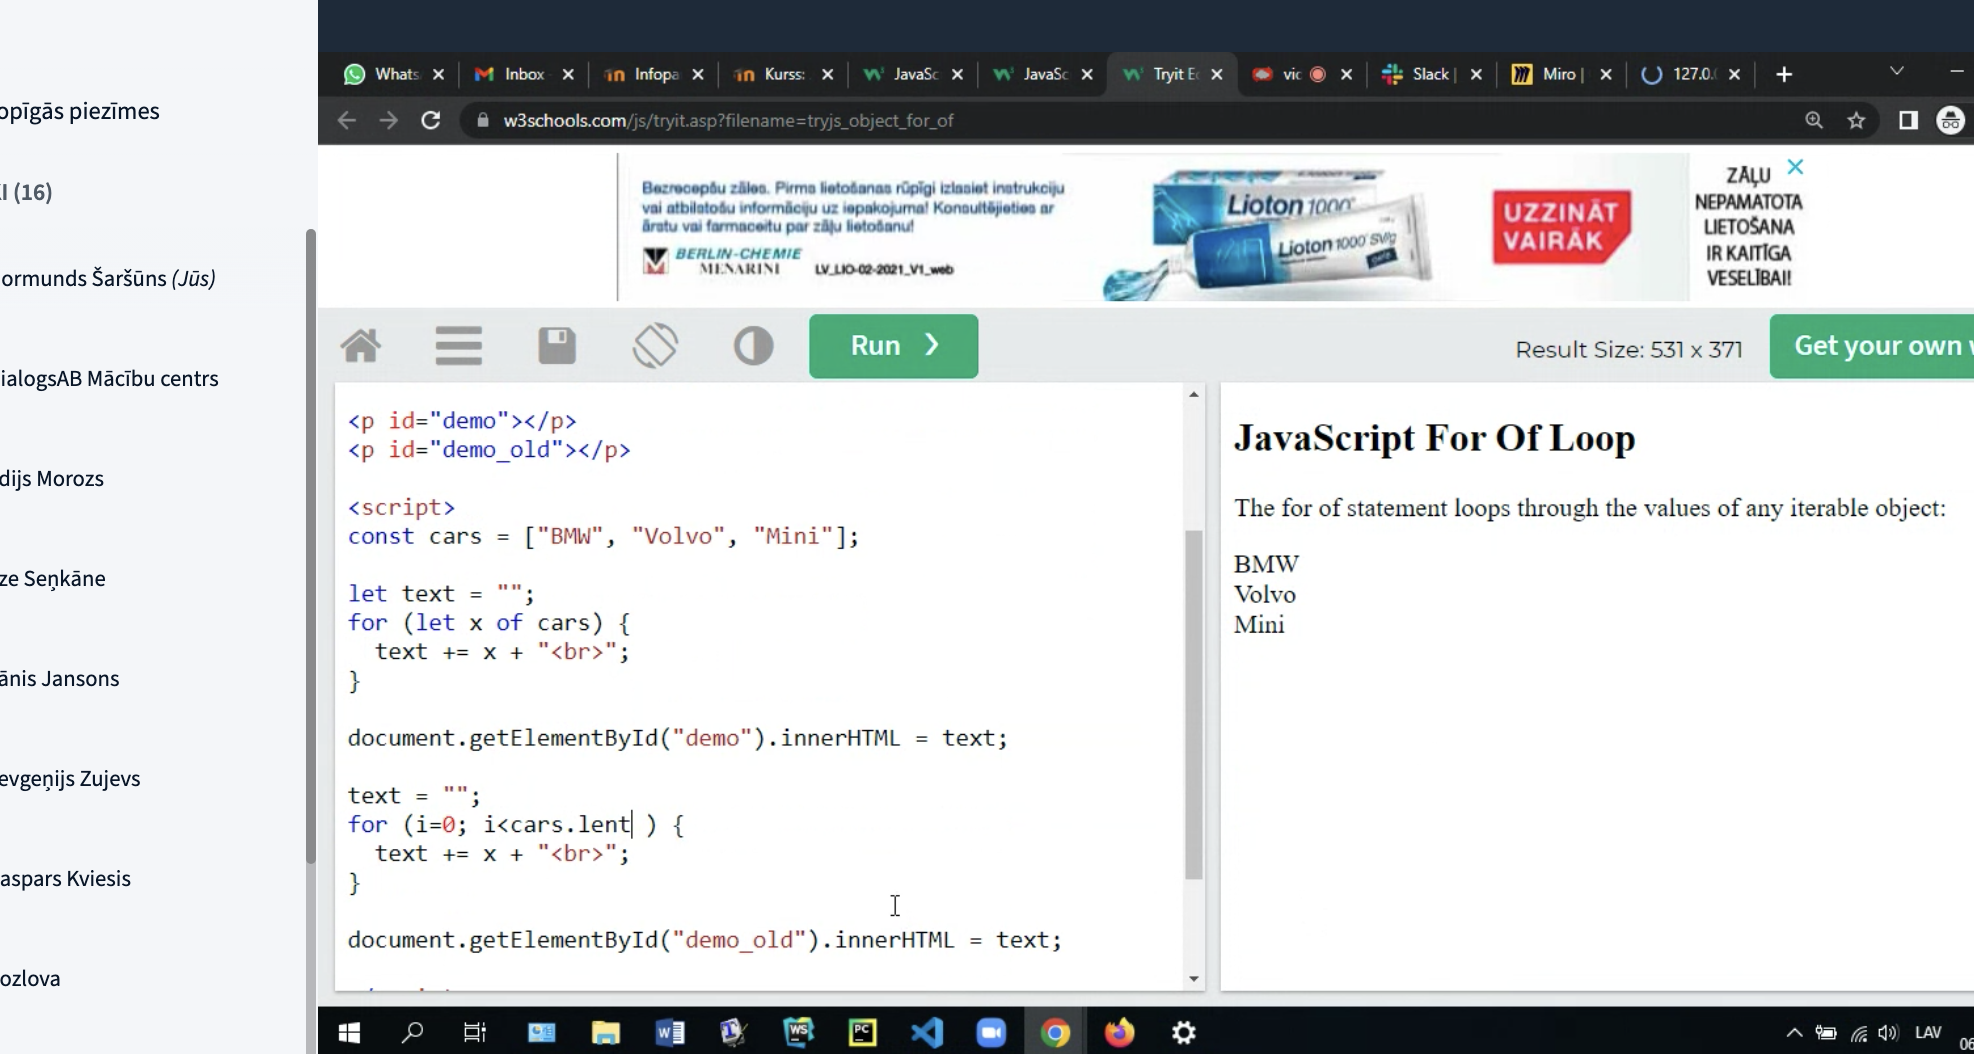 opīgās piezīmes
I (16)
ormunds Šaršūns (Jūs)
ialogsAB Mācību centrs
dijs Morozs
ze Seņkāne
ānis Jansons
evgeņijs Zujevs
aspars Kviesis
ozlova
Whats
Inbox
Infopa
Kurss:
JavaSc
JavaSc
Tryit Ec
vic
Slack |
Miro |
127.0.
w3schools.com/js/tryit.asp?filename=tryjs_object_for_of
Bezrecepšu zāles. Pirms lietošanas rūpīgi izlasiet instrukciju
vai atbilstošu informāciju uz iepakojuma! Konsultējieties ar
ārstu vai farmaceitu par zāļu lietošanu!
BERLIN-CHEMIE
MENARINI
LV_LIO-02-2021_V1_web
Lioton 1000
Lioton 1000 SV/g
UZZINĀT
VAIRĀK
ZĀĻU
NEPAMATOTA
LIETOŠANA
IR KAITĪGA
VESELĪBAI!
Run
Result Size: 531 x 371
Get your own
<p id="demo"></p>
<p id="demo_old"></p>
<script>
const cars = ["BMW", "Volvo", "Mini"];
let text = "";
for (let x of cars) {
text += x + "<br>";
}
document.getElementById("demo").innerHTML = text;
text = "";
for (i=0; i<cars.lent ) {
text += x + "<br>";
}
document.getElementById("demo_old").innerHTML = text;
JavaScript For Of Loop
The for of statement loops through the values of any iterable object:
BMW
Volvo
Mini
WS
PC
LAV
06